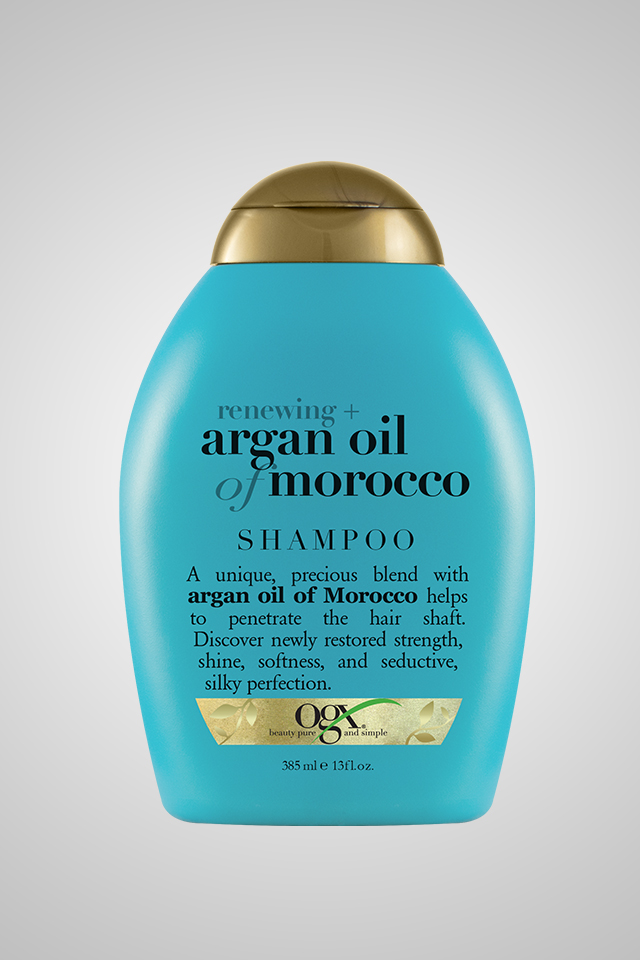 renewing +
argan oil
of morocco
SHAMPOO
A unique, precious blend with
argan oil of Morocco helps
to penetrate the hair shaft.
Discover newly restored strength,
shine, softness, and seductive,
silky perfection.
ogx®
beauty pure and simple
385 ml e 13fl.oz.